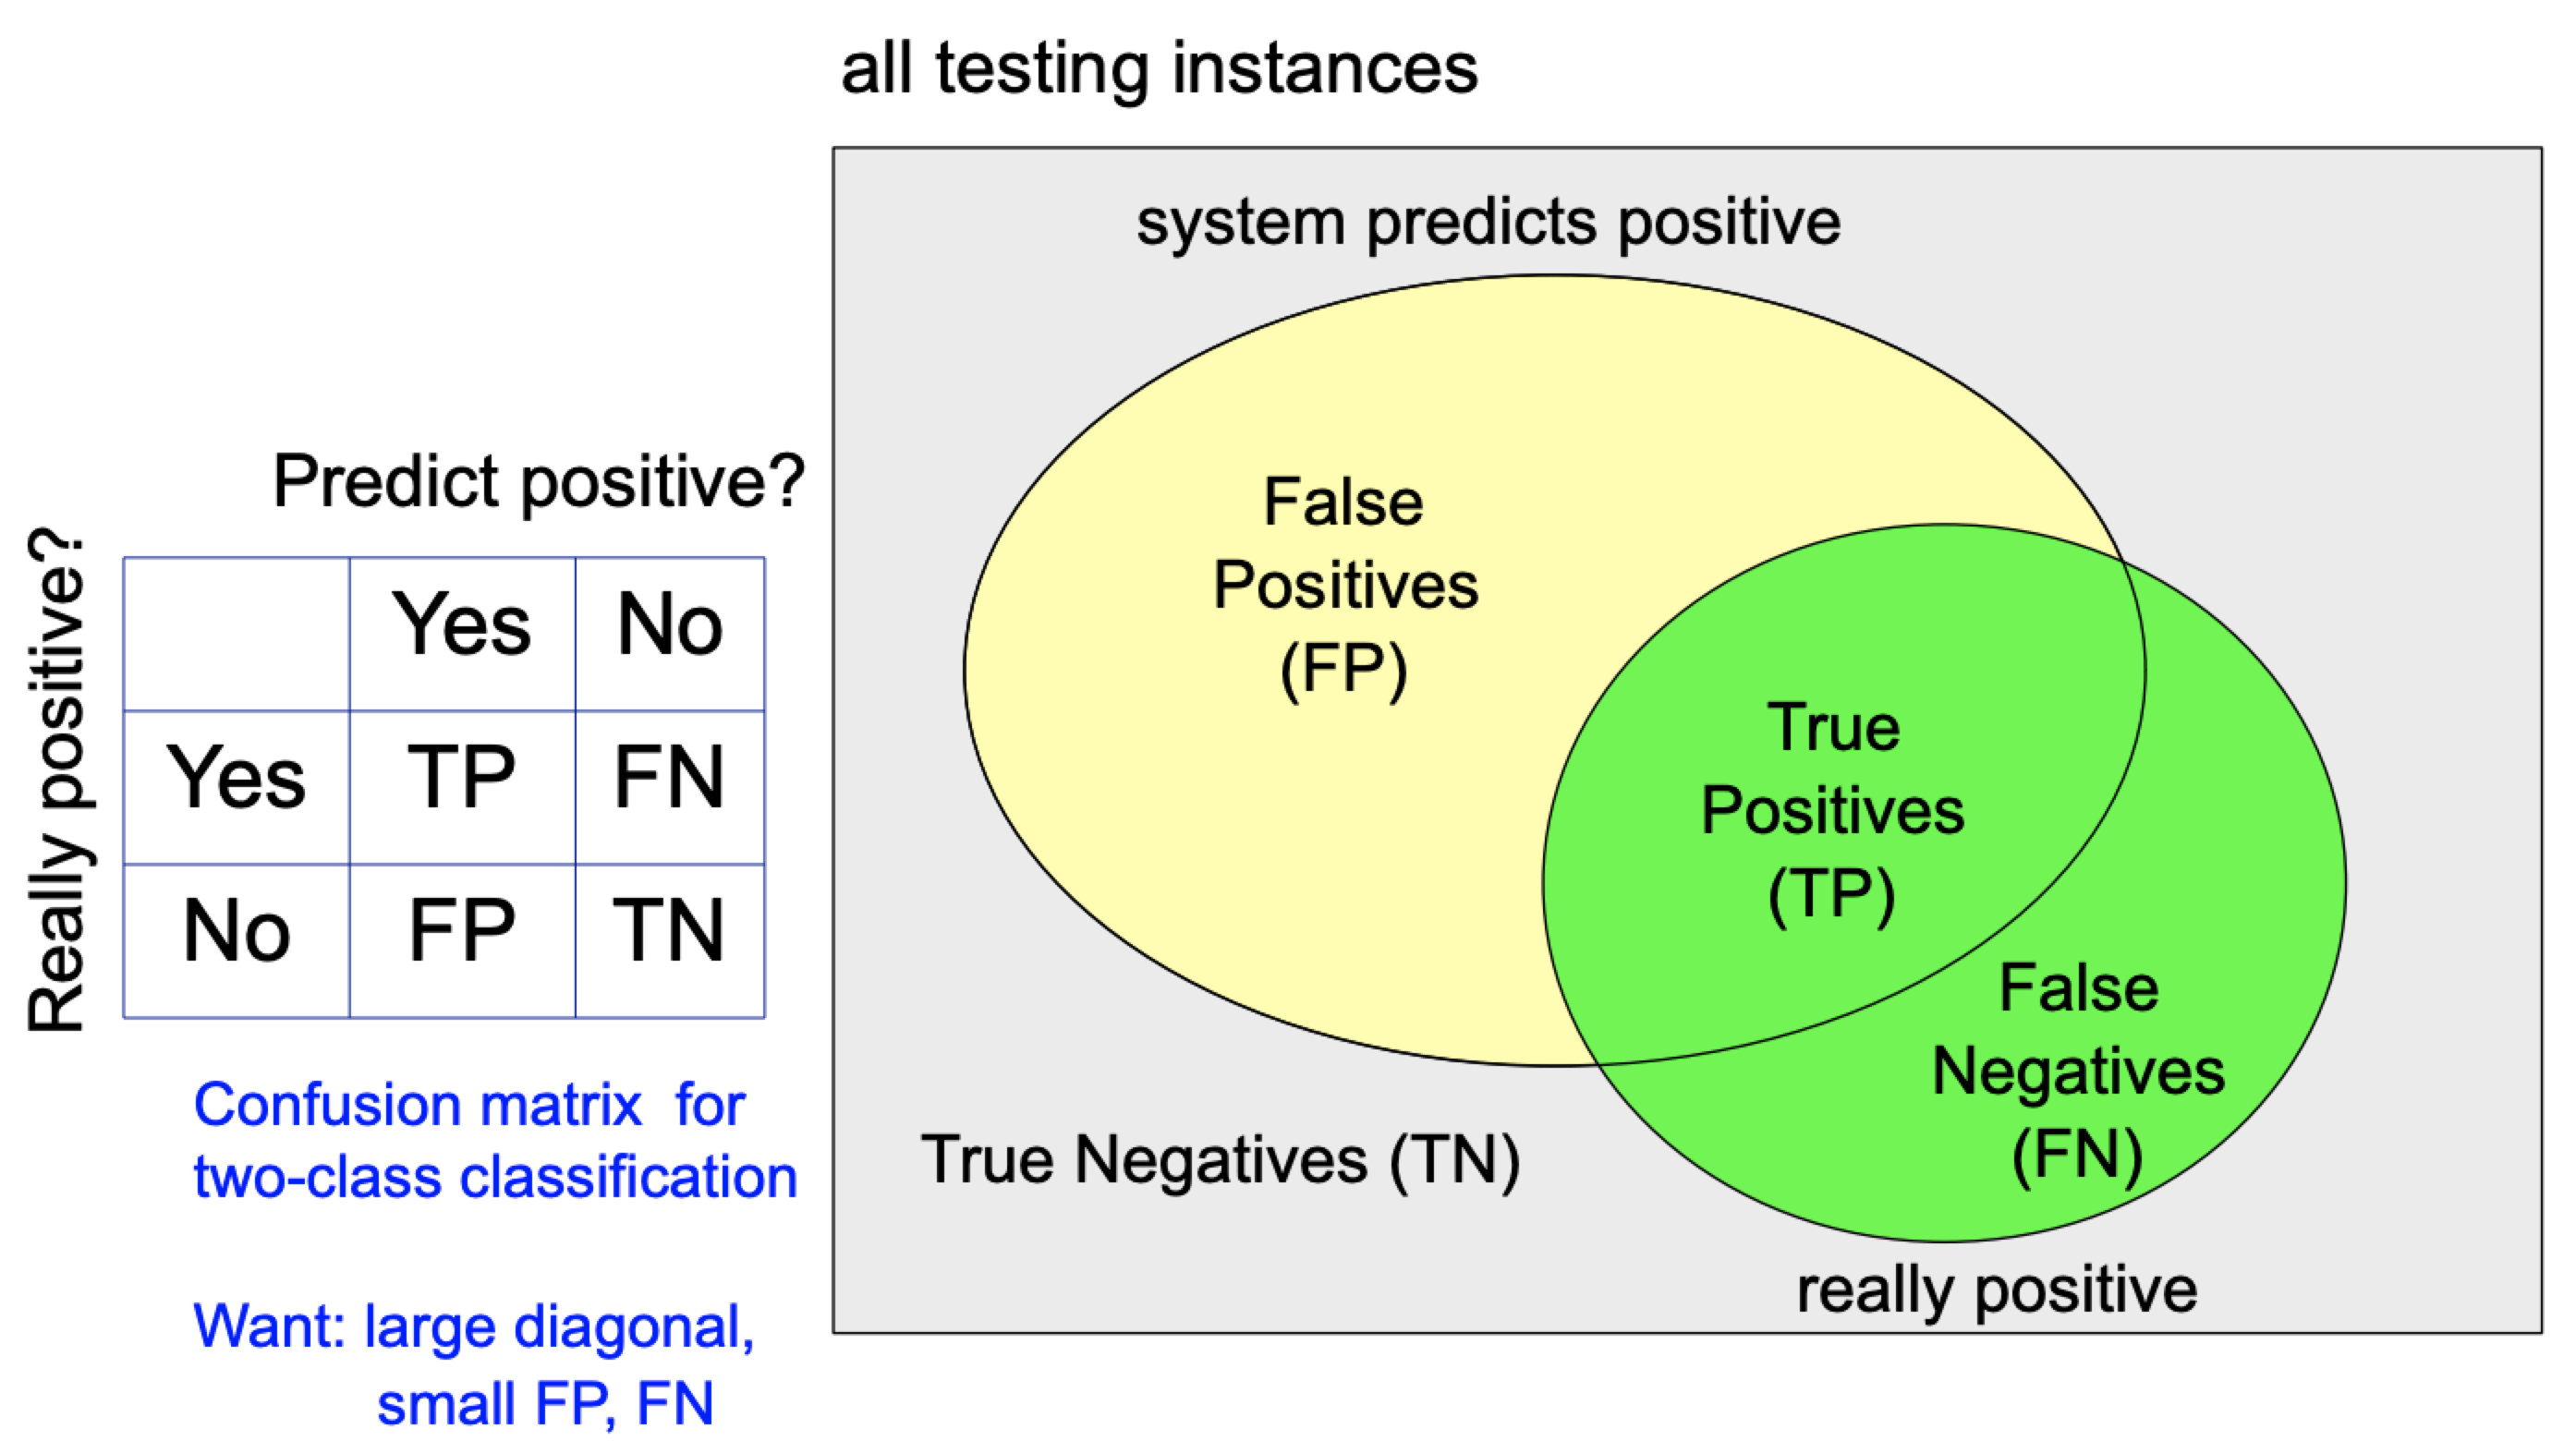 all testing instances
system predicts positive
False
Positives
(FP)
True
Positives
(TP)
False
Negatives
(FN)
True Negatives (TN)
really positive
Predict positive?
Really positive?
Yes No
Yes TP FN
No FP TN
Confusion matrix for
two-class classification
Want: large diagonal,
small FP, FN